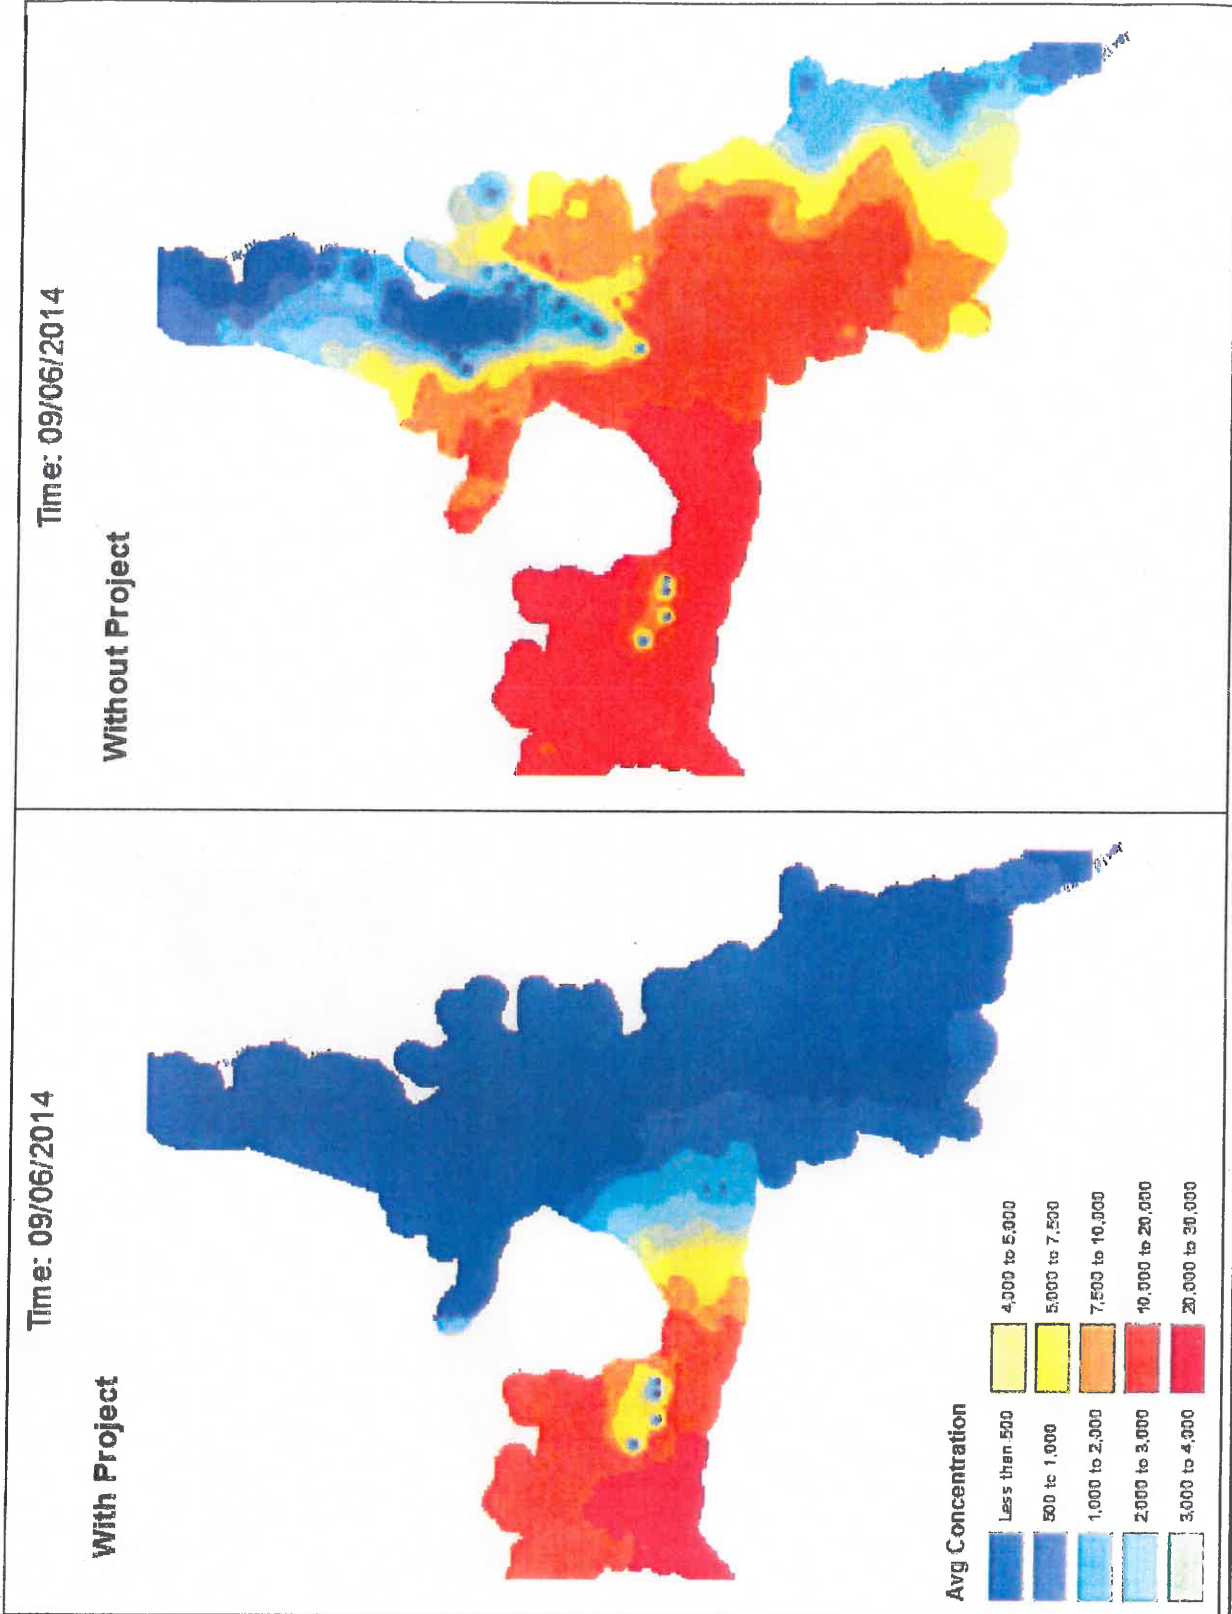 Time: 09/06/2014
With Project
Time: 09/06/2014
Without Project
River
River
Avg Concentration
Less than 500
500 to 1,000
1,000 to 2,000
2,000 to 3,000
3,000 to 4,000
4,000 to 5,000
5,000 to 7,500
7,500 to 10,000
10,000 to 20,000
20,000 to 30,000